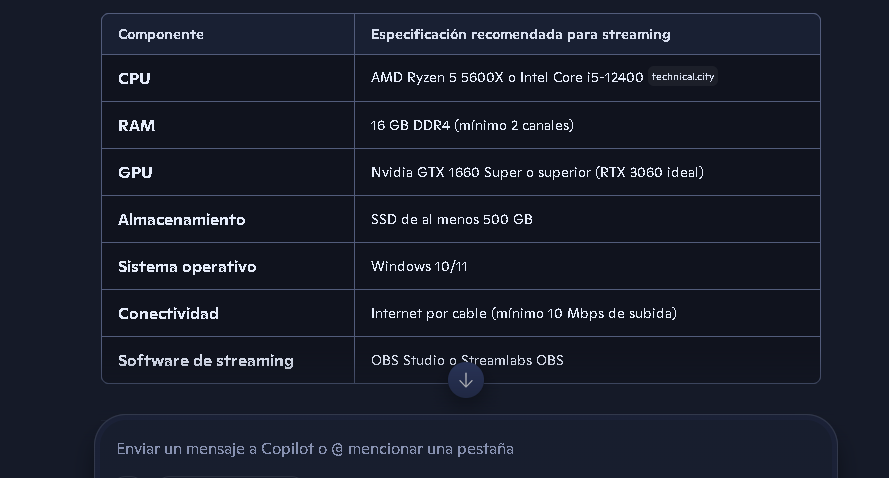 Componente Especificación recomendada para streaming
CPU AMD Ryzen 5 5600X o Intel Core i5-12400 technical.city
RAM 16 GB DDR4 (mínimo 2 canales)
GPU Nvidia GTX 1660 Super o superior (RTX 3060 ideal)
Almacenamiento SSD de al menos 500 GB
Sistema operativo Windows 10/11
Conectividad Internet por cable (mínimo 10 Mbps de subida)
Software de streaming OBS Studio o Streamlabs OBS
Enviar un mensaje a Copilot o @ mencionar una pestaña